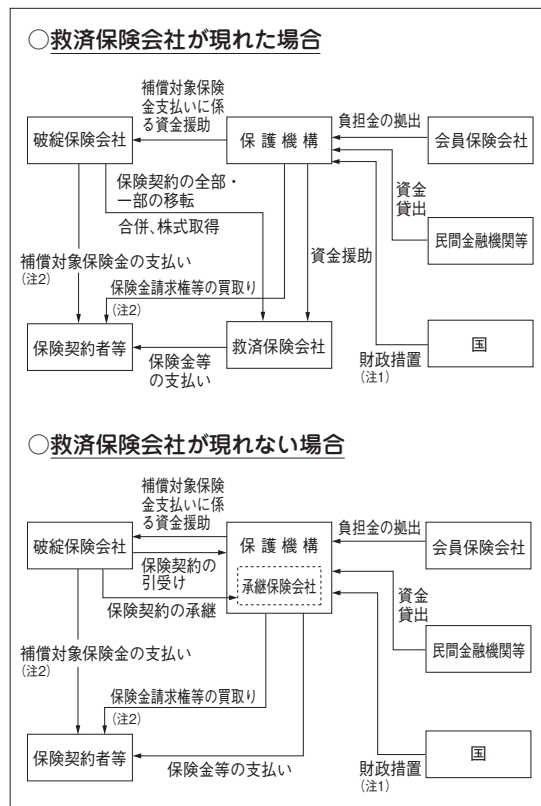 ○救済保険会社が現れた場合
補償対象保険
金支払いに係
る資金援助
負担金の拠出
破綻保険会社
保護機構
会員保険会社
保険契約の全部・
一部の移転
合併、株式取得
資金
貸出
資金援助
民間金融機関等
補償対象保険金の支払い
(注2)
保険金請求権等の買取り
(注2)
保険契約者等
救済保険会社
国
保険金等
の支払い
財政措置
(注1)
○救済保険会社が現れない場合
補償対象保険
金支払いに係
る資金援助
負担金の拠出
破綻保険会社
保護機構
会員保険会社
保険契約の
引受け
承継保険会社
保険契約の承継
資金
貸出
補償対象保険金の支払い
(注2)
民間金融機関等
保険金請求権等の買取り
(注2)
保険契約者等
国
保険金等の支払い
財政措置
(注1)